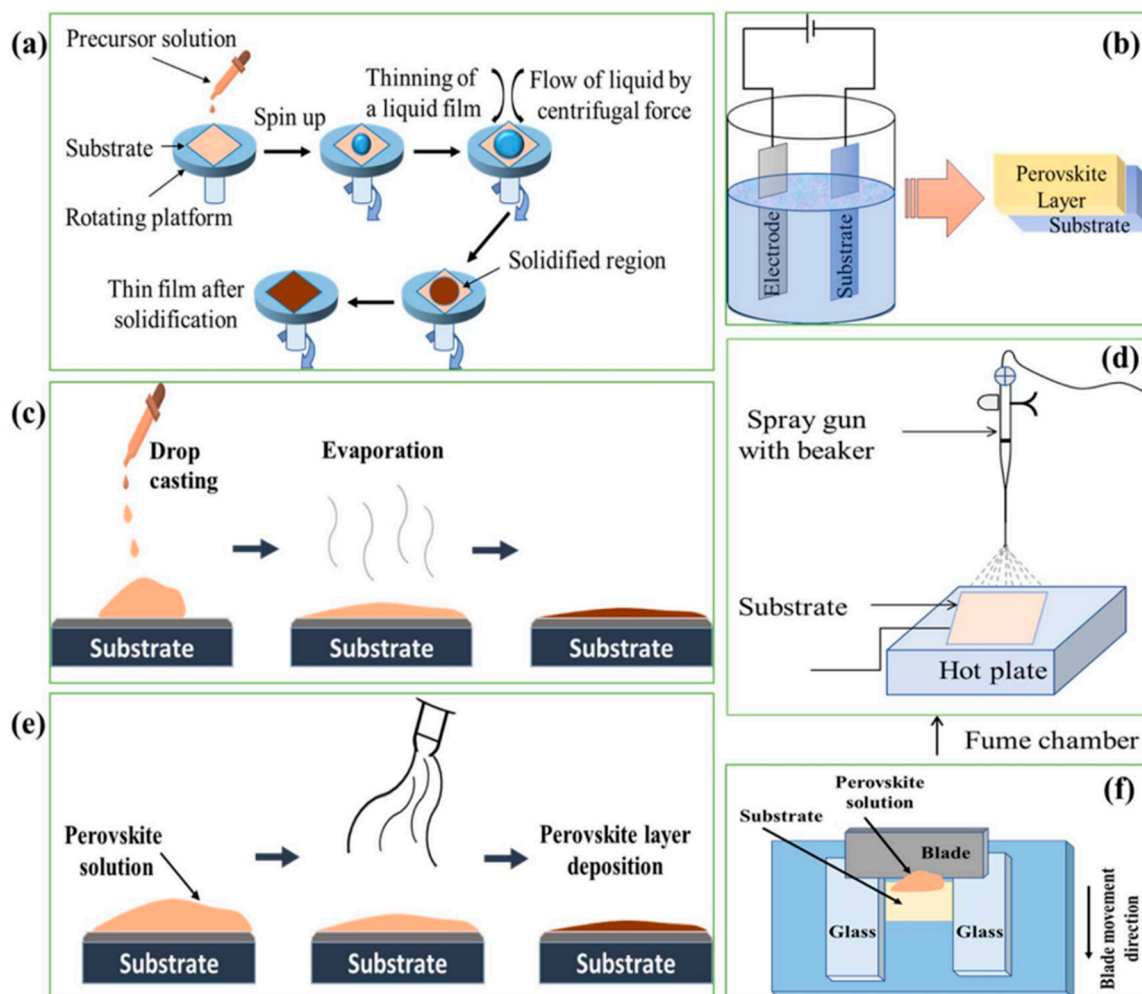 (a)
Precursor solution
Substrate
Rotating platform
Spin up
Thinning of
a liquid film
Flow of liquid by
centrifugal force
Solidified region
Thin film after
solidification
(b)
Electrode
Substrate
Perovskite
Layer
Substrate
(c)
Drop
casting
Evaporation
Substrate
Substrate
Substrate
(d)
Spray gun
with beaker
Substrate
Hot plate
Fume chamber
(e)
Perovskite
solution
Perovskite layer
deposition
Substrate
Substrate
Substrate
(f)
Perovskite
solution
Substrate
Blade
Glass
Glass
Blade movement
direction